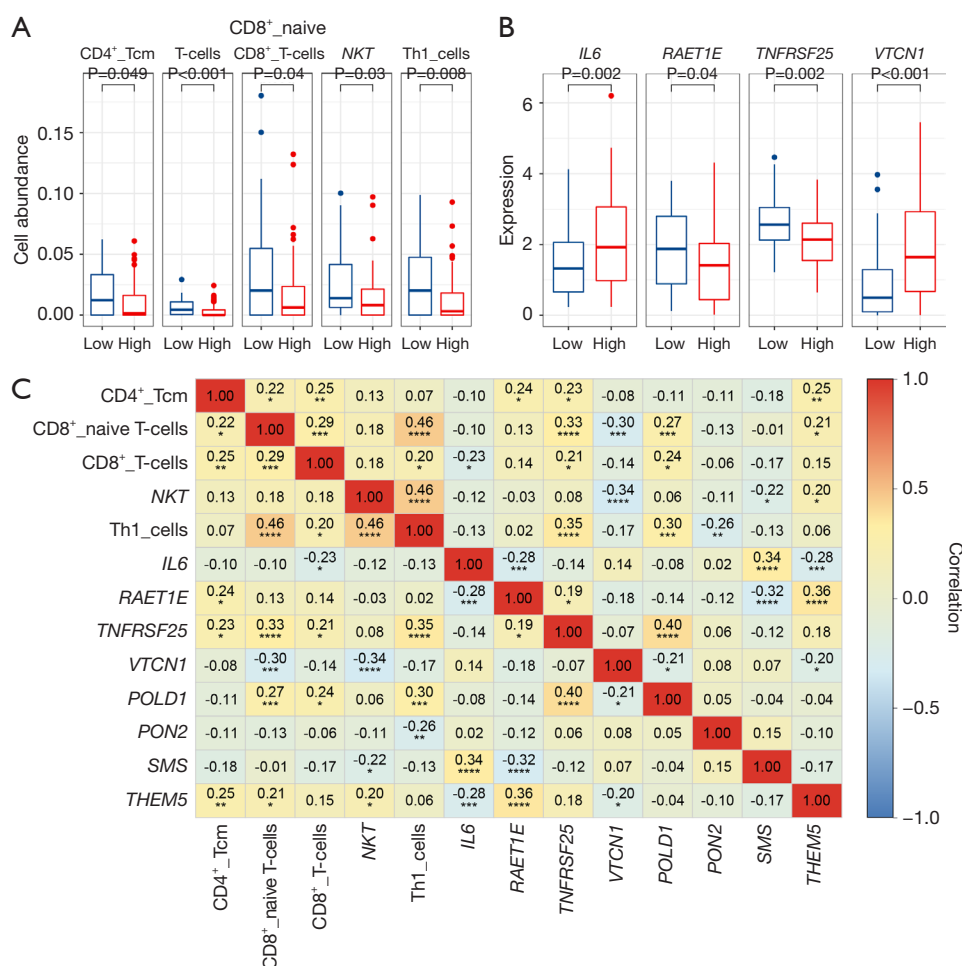 A
CD8+_naive
CD4+_Tcm T-cells CD8+_T-cells NKT Th1_cells
P=0.049 P<0.001 P=0.04 P=0.03 P=0.008
Cell abundance
0.15
0.10
0.05
0.00
Low High Low High Low High Low High Low High
B
IL6 RAET1E TNFRSF25 VTCN1
P=0.002 P=0.04 P=0.002 P<0.001
Expression
6
4
2
0
Low High Low High Low High Low High
C
CD4+_Tcm 1.00 0.22 * 0.25 ** 0.13 0.07 -0.10 0.24 * 0.23 * -0.08 -0.11 -0.11 -0.18 0.25 **
CD8+_naive T-cells 0.22 * 1.00 0.29 *** 0.18 0.46 **** -0.10 0.13 0.33 **** -0.30 *** 0.27 *** -0.13 -0.01 0.21 *
CD8+_T-cells 0.25 ** 0.29 *** 1.00 0.18 0.20 * -0.23 * 0.14 0.21 * -0.14 0.24 * -0.06 -0.17 0.15
NKT 0.13 0.18 0.18 1.00 0.46 **** -0.12 -0.03 0.08 -0.34 **** 0.06 -0.11 -0.22 * 0.20 *
Th1_cells 0.07 0.46 **** 0.20 * 0.46 **** 1.00 -0.13 0.02 0.35 **** -0.17 0.30 *** -0.26 ** -0.13 0.06
IL6 -0.10 -0.10 -0.23 * -0.12 -0.13 1.00 -0.28 *** -0.14 0.14 -0.08 0.02 0.34 **** -0.28 ***
RAET1E 0.24 * 0.13 0.14 -0.03 0.02 -0.28 *** 1.00 0.19 * -0.18 -0.14 -0.12 -0.32 **** 0.36 ****
TNFRSF25 0.23 * 0.33 **** 0.21 * 0.08 0.35 **** -0.14 0.19 * 1.00 -0.07 0.40 **** 0.06 -0.12 0.18
VTCN1 -0.08 -0.30 *** -0.14 -0.34 **** -0.17 0.14 -0.18 -0.07 1.00 -0.21 * 0.08 0.07 -0.20 *
POLD1 -0.11 0.27 *** 0.24 * 0.06 0.30 *** -0.08 -0.14 0.40 **** -0.21 * 1.00 0.05 -0.04 -0.04
PON2 -0.11 -0.13 -0.06 -0.11 -0.26 ** 0.02 -0.12 0.06 0.08 0.05 1.00 0.15 -0.10
SMS -0.18 -0.01 -0.17 -0.22 * -0.13 0.34 **** -0.32 **** -0.12 0.07 -0.04 0.15 1.00 -0.17
THEM5 0.25 ** 0.21 * 0.15 0.20 * 0.06 -0.28 *** 0.36 **** 0.18 -0.20 * -0.04 -0.10 -0.17 1.00
CD4+_Tcm CD8+_naive T-cells CD8+_T-cells NKT Th1_cells IL6 RAET1E TNFRSF25 VTCN1 POLD1 PON2 SMS THEM5
1.0
0.5
0.0
−0.5
−1.0
Correlation